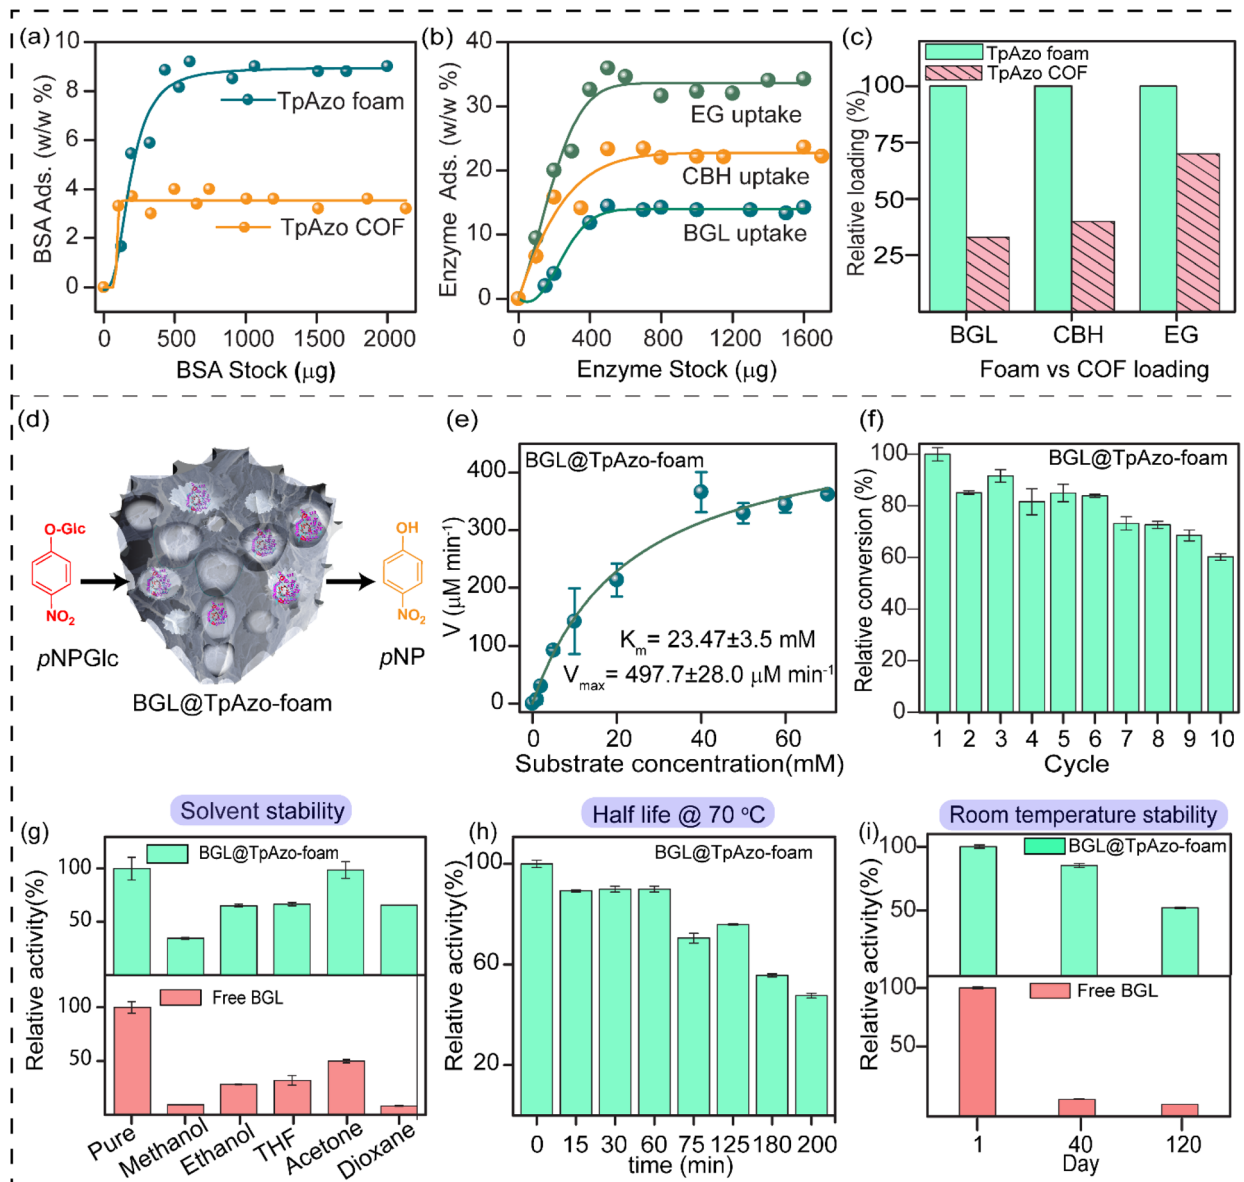 (a)
10
8
6
4
2
0
BSA Ads. (w/w %)
TpAzo foam
TpAzo COF
0 500 1000 1500 2000
BSA Stock (μg)
(b)
40
30
20
10
0
Enzyme Ads. (w/w %)
EG uptake
CBH uptake
BGL uptake
0 400 800 1200 1600
Enzyme Stock (μg)
(c)
TpAzo foam
TpAzo COF
100
75
50
25
Relative loading (%)
BGL CBH EG
Foam vs COF loading
(d)
O-Glc
NO2
pNPGlc
BGL@TpAzo-foam
OH
NO2
pNP
(e)
BGL@TpAzo-foam
400
300
200
100
0
V (μM min-1)
Km= 23.47±3.5 mM
Vmax= 497.7±28.0 μM min-1
0 20 40 60
Substrate concentration(mM)
(f)
BGL@TpAzo-foam
100
80
60
40
20
0
Relative conversion (%)
1 2 3 4 5 6 7 8 9 10
Cycle
Solvent stability
(g)
BGL@TpAzo-foam
100
50
Free BGL
100
50
Relative activity(%)
Pure Methanol Ethanol THF Acetone Dioxane
Half life @ 70 °C
(h)
BGL@TpAzo-foam
100
60
20
Relative activity(%)
0 15 30 60 75 125 180 200
time (min)
Room temperature stability
(i)
BGL@TpAzo-foam
100
50
Free BGL
100
50
Relative activity(%)
1 40 120
Day